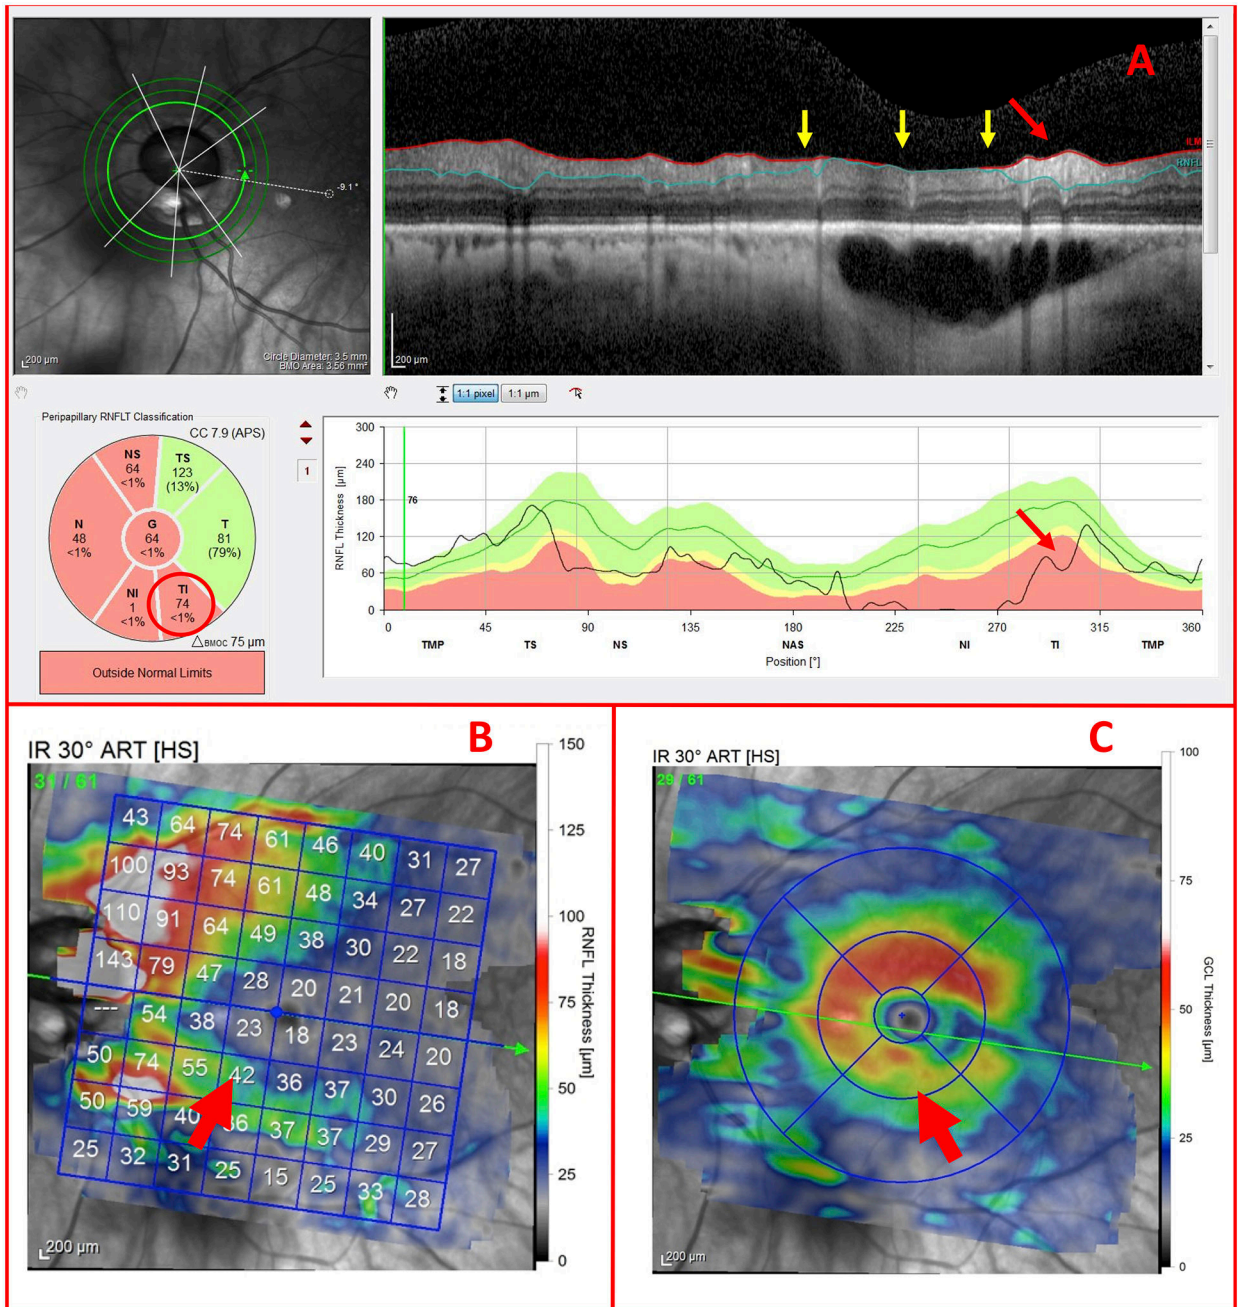 A
ILM
RNFL
-9.1°
200 µm
Circle Diameter: 3.5 mm
BMO Area: 3.56 mm²
200 µm
1:1 pixel
1:1 µm
Peripapillary RNFLT Classification
CC 7.9 (APS)
NS
64
<1%
TS
123
(13%)
N
48
<1%
G
64
<1%
T
81
(79%)
NI
1
<1%
TI
74
<1%
△BMOC 75 µm
Outside Normal Limits
1
RNFL Thickness [µm]
300
240
180
120
60
0
76
0 45 90 135 180 225 270 315 360
TMP TS NS NAS NI TI TMP
Position [°]
B
IR 30° ART [HS]
31 / 61
43 64 74 61 46 40 31 27
100 93 74 61 48 34 27 22
110 91 64 49 38 30 22 18
143 79 47 28 20 21 20 18
--- 54 38 23 18 23 24 20
50 74 55 42 36 37 30 26
50 59 40 36 37 37 29 27
25 32 31 25 15 25 33 28
200 µm
150
125
100
75
50
25
0
RNFL Thickness [µm]
C
IR 30° ART [HS]
29 / 61
200 µm
100
75
50
25
0
GCL Thickness [µm]